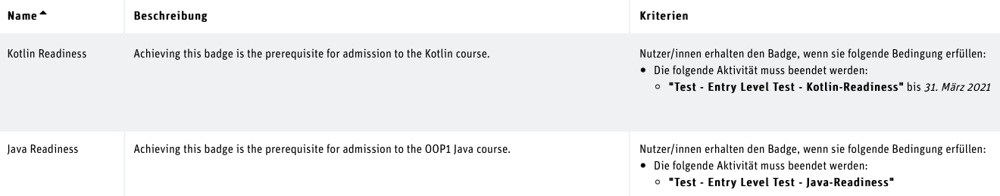 Name Beschreibung Kriterien
Kotlin Readiness Achieving this badge is the prerequisite for admission to the Kotlin course. Nutzer/innen erhalten den Badge, wenn sie folgende Bedingung erfüllen:
• Die folgende Aktivität muss beendet werden:
◦ "Test - Entry Level Test - Kotlin-Readiness" bis 31. März 2021
Java Readiness Achieving this badge is the prerequisite for admission to the OOP1 Java course. Nutzer/innen erhalten den Badge, wenn sie folgende Bedingung erfüllen:
• Die folgende Aktivität muss beendet werden:
◦ "Test - Entry Level Test - Java-Readiness"